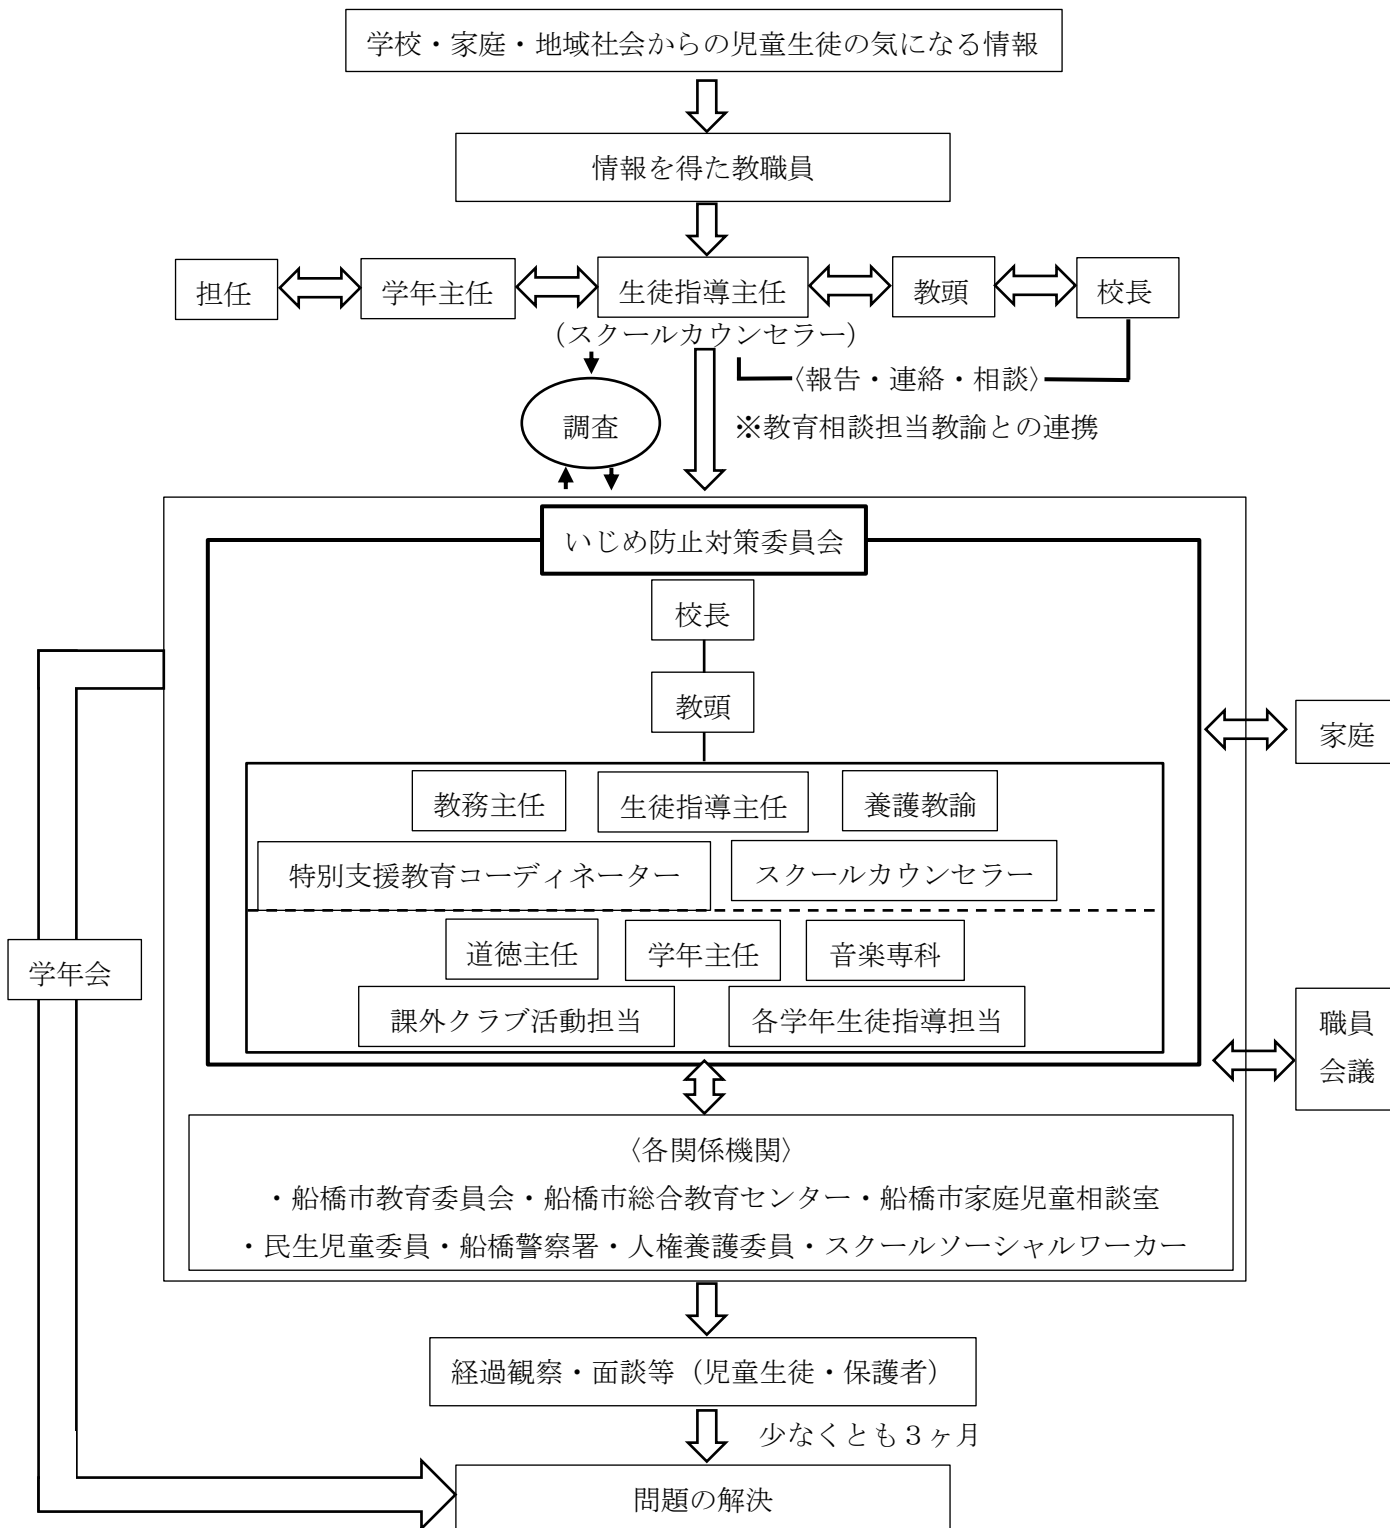 学校・家庭・地域社会からの児童生徒の気になる情報
情報を得た教職員
担任
学年主任
生徒指導主任
教頭
校長
（スクールカウンセラー）
〈報告・連絡・相談〉
調査
※教育相談担当教諭との連携
いじめ防止対策委員会
校長
教頭
家庭
教務主任
生徒指導主任
養護教諭
特別支援教育コーディネーター
スクールカウンセラー
道徳主任
学年主任
音楽専科
学年会
課外クラブ活動担当
各学年生徒指導担当
職員
会議
〈各関係機関〉
・船橋市教育委員会・船橋市総合教育センター・船橋市家庭児童相談室
・民生児童委員・船橋警察署・人権養護委員・スクールソーシャルワーカー
経過観察・面談等（児童生徒・保護者）
少なくとも３ヶ月
問題の解決